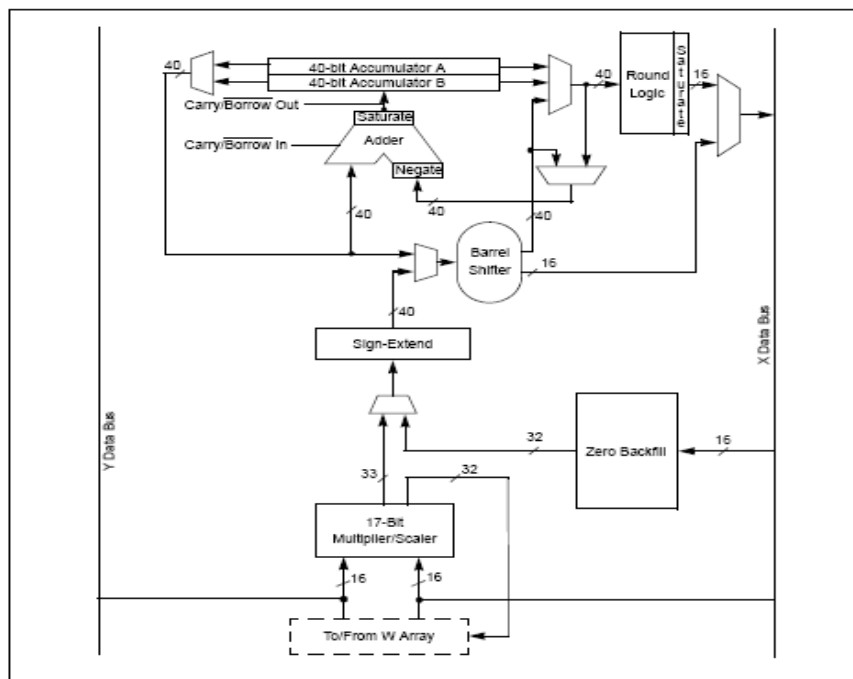 40
40-bit Accumulator A
40-bit Accumulator B
Carry/Borrow Out
Saturate
Carry/Borrow In
Adder
Negate
40
Round
Logic
Saturate
16
40
40
40
Barrel
Shifter
16
40
Sign-Extend
Y Data Bus
X Data Bus
33
32
32
Zero Backfill
16
17-Bit
Multiplier/Scaler
16
16
To/From W Array